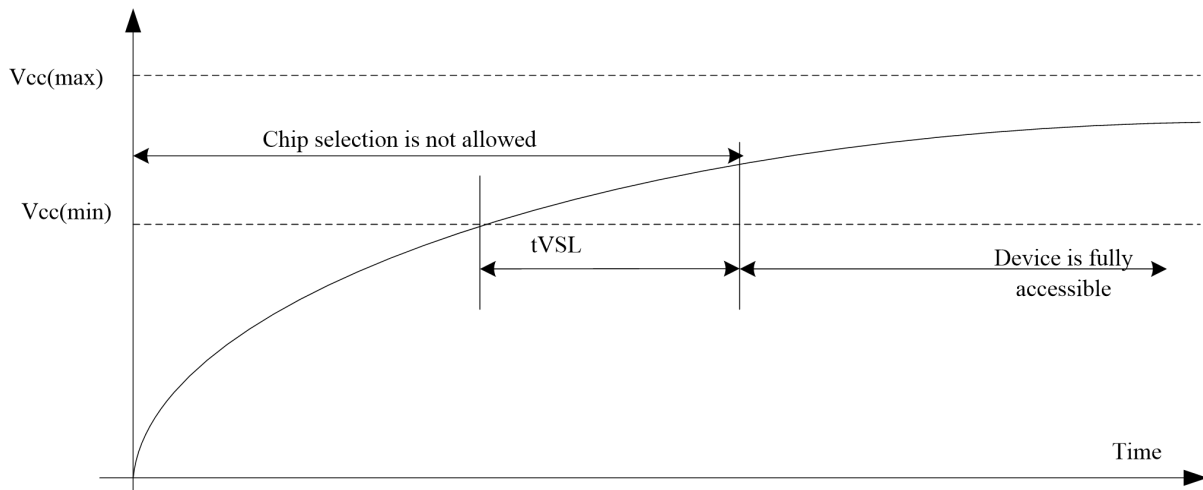 Vcc(max)
Chip selection is not allowed
Vcc(min)
tVSL
Device is fully
accessible
Time